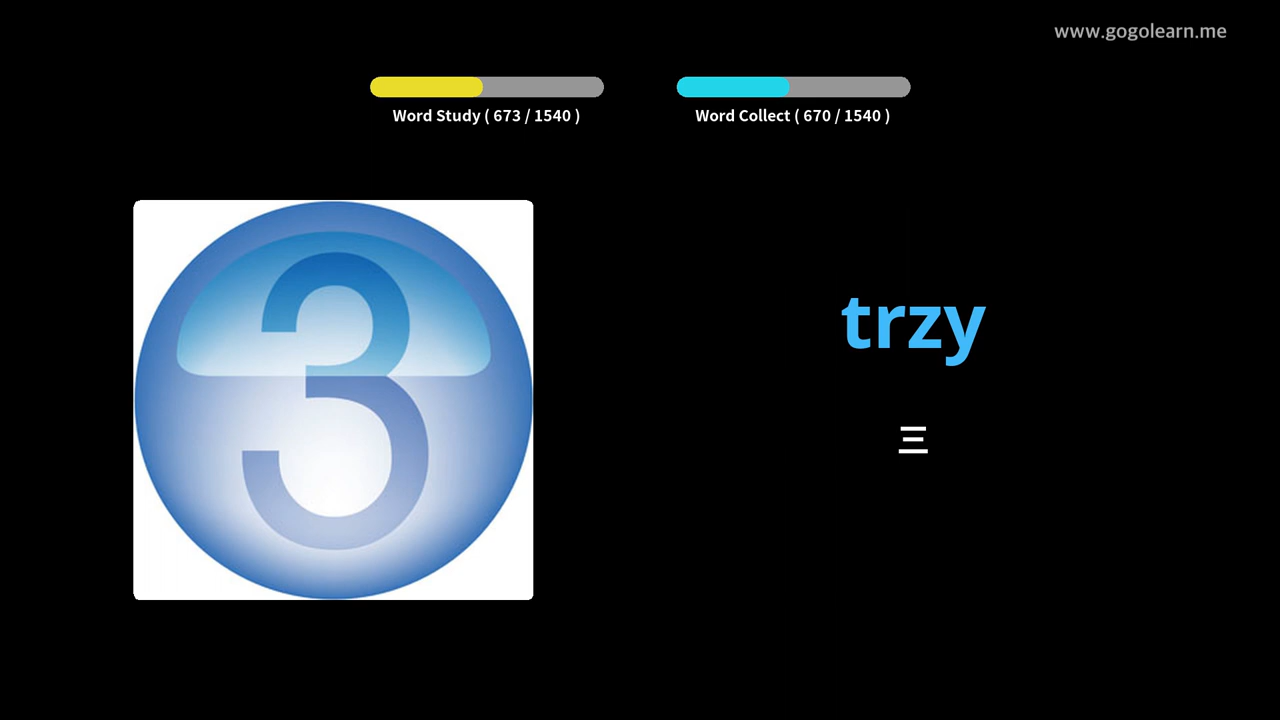 www.gogolearn.me
Word Study ( 673 / 1540 )
Word Collect ( 670 / 1540 )
3
trzy
三